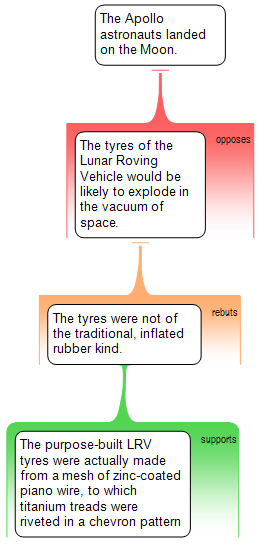 The Apollo
astronauts landed
on the Moon.
opposes
The tyres of the
Lunar Roving
Vehicle would be
likely to explode in
the vacuum of
space.
rebuts
The tyres were not of
the traditional, inflated
rubber kind.
supports
The purpose-built LRV
tyres were actually made
from a mesh of zinc-coated
piano wire, to which
titanium treads were
riveted in a chevron pattern